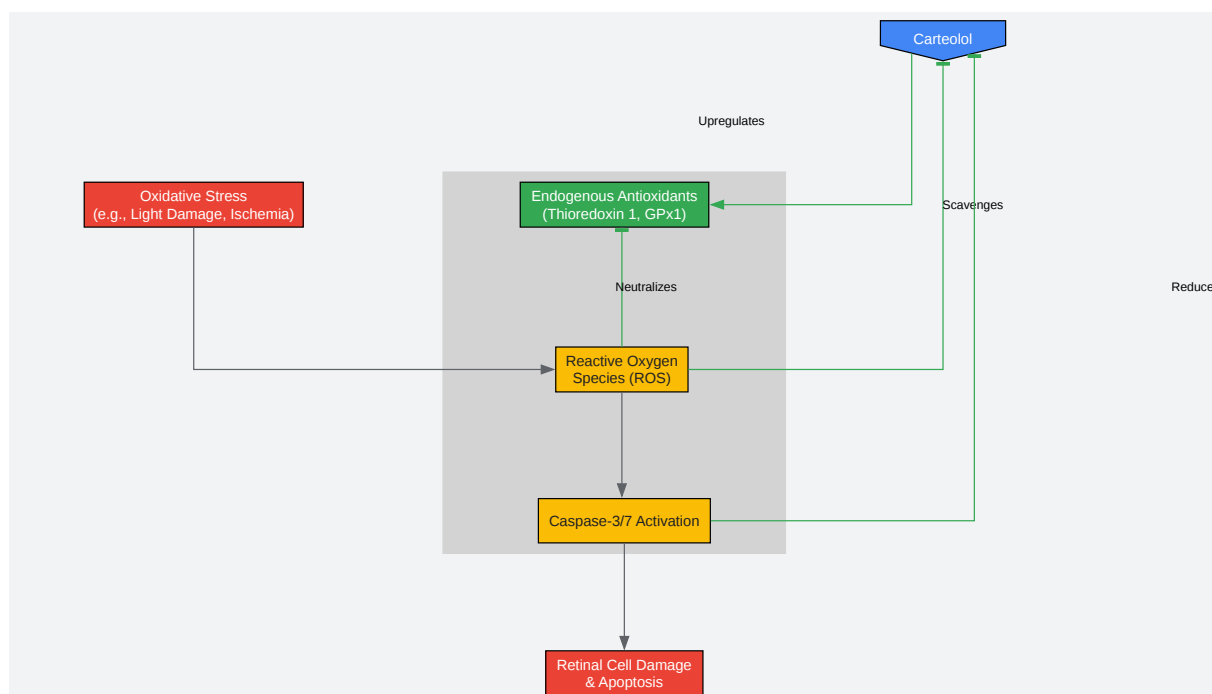 Carteolol
Upregulates
Oxidative Stress
(e.g., Light Damage, Ischemia)
Endogenous Antioxidants
(Thioredoxin 1, GPx1)
Scavenges
Neutralizes
Reduce
Reactive Oxygen
Species (ROS)
Caspase-3/7 Activation
Retinal Cell Damage
& Apoptosis